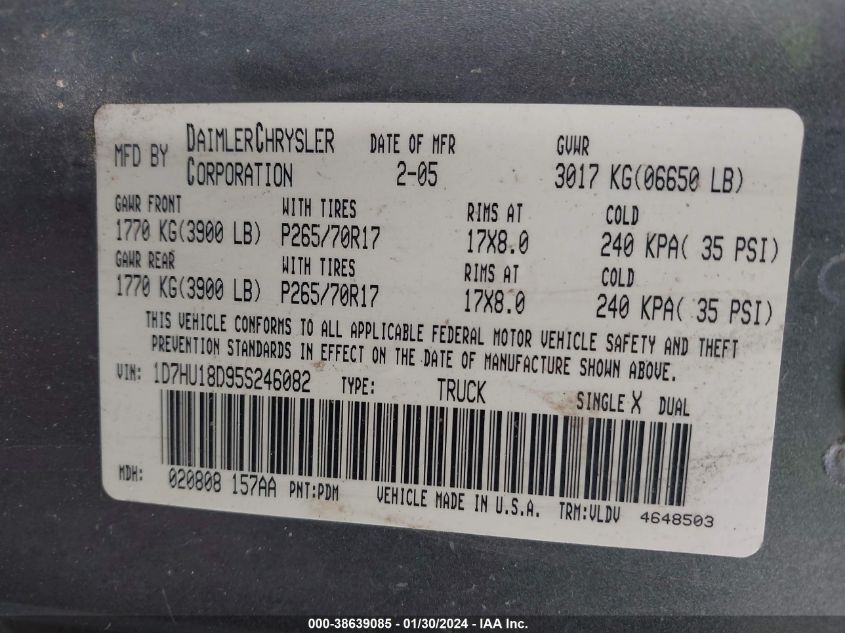 MFD BY DAIMLERCHRYSLER CORPORATION DATE OF MFR 2-05 GVWR 3017 KG(06650 LB)
GAWR FRONT WITH TIRES RIMS AT COLD
1770 KG(3900 LB) P265/70R17 17X8.0 240 KPA( 35 PSI)
GAWR REAR WITH TIRES RIMS AT COLD
1770 KG(3900 LB) P265/70R17 17X8.0 240 KPA( 35 PSI)
THIS VEHICLE CONFORMS TO ALL APPLICABLE FEDERAL MOTOR VEHICLE SAFETY AND THEFT
PREVENTION STANDARDS IN EFFECT ON THE DATE OF MANUFACTURE SHOWN ABOVE.
VIN: 1D7HU18D95S246082 TYPE: TRUCK SINGLE X DUAL
MDH: 020808 157AA PNT:PDM VEHICLE MADE IN U.S.A. TRM:VLDV 4648503
000-38639085 - 01/30/2024 - IAA Inc.